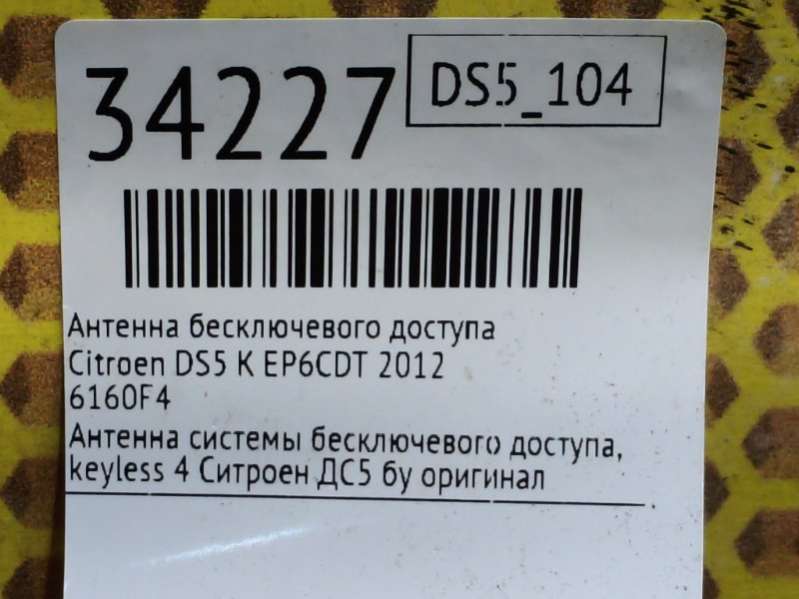 34227
DS5_104
Антенна бесключевого доступа
Citroen DS5 K EP6CDT 2012
6160F4
Антенна системы бесключевого доступа,
keyless 4 Ситроен ДС5 бу оригинал